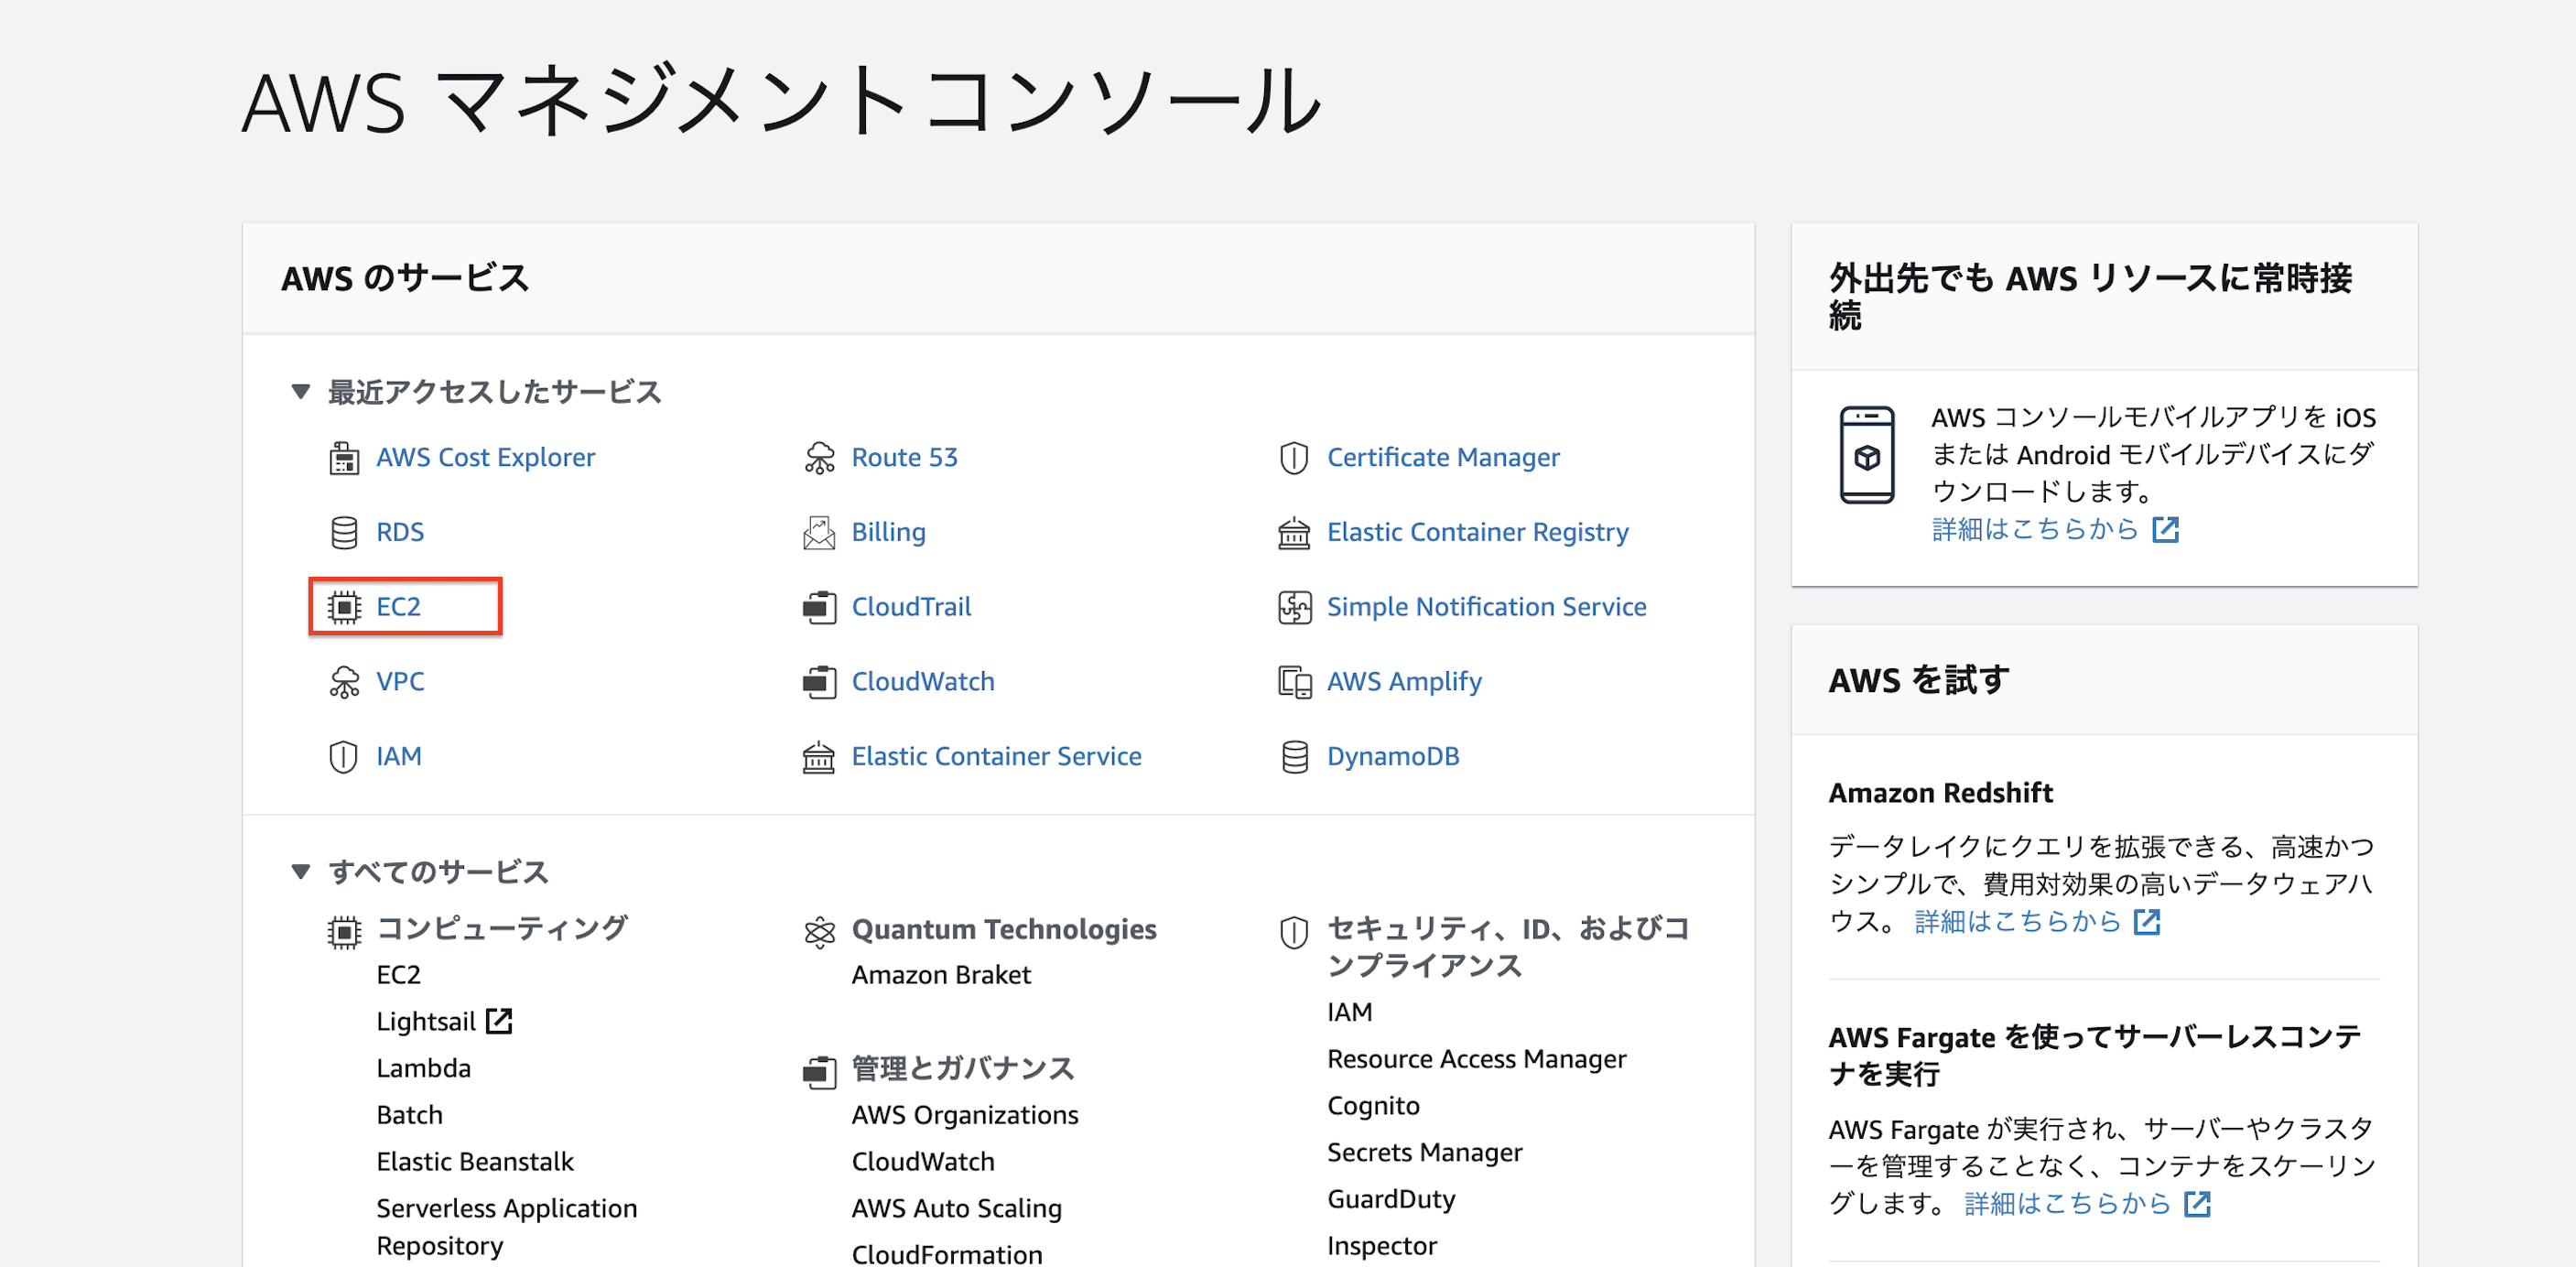 AWS マネジメントコンソール
AWS のサービス
最近アクセスしたサービス
AWS Cost Explorer
RDS
EC2
VPC
IAM
Route 53
Billing
CloudTrail
CloudWatch
Elastic Container Service
Certificate Manager
Elastic Container Registry
Simple Notification Service
AWS Amplify
DynamoDB
すべてのサービス
コンピューティング
EC2
Lightsail
Lambda
Batch
Elastic Beanstalk
Serverless Application
Repository
Quantum Technologies
Amazon Braket
管理とガバナンス
AWS Organizations
CloudWatch
AWS Auto Scaling
CloudFormation
セキュリティ、ID、およびコ
ンプライアンス
IAM
Resource Access Manager
Cognito
Secrets Manager
GuardDuty
Inspector
外出先でも AWS リソースに常時接
続
AWS コンソールモバイルアプリを iOS
または Android モバイルデバイスにダ
ウンロードします。
詳細はこちらから
AWS を試す
Amazon Redshift
データレイクにクエリを拡張できる、高速かつ
シンプルで、費用対効果の高いデータウェアハ
ウス。 詳細はこちらから
AWS Fargate を使ってサーバーレスコンテ
ナを実行
AWS Fargate が実行され、サーバーやクラスタ
ーを管理することなく、コンテナをスケーリン
グします。 詳細はこちらから